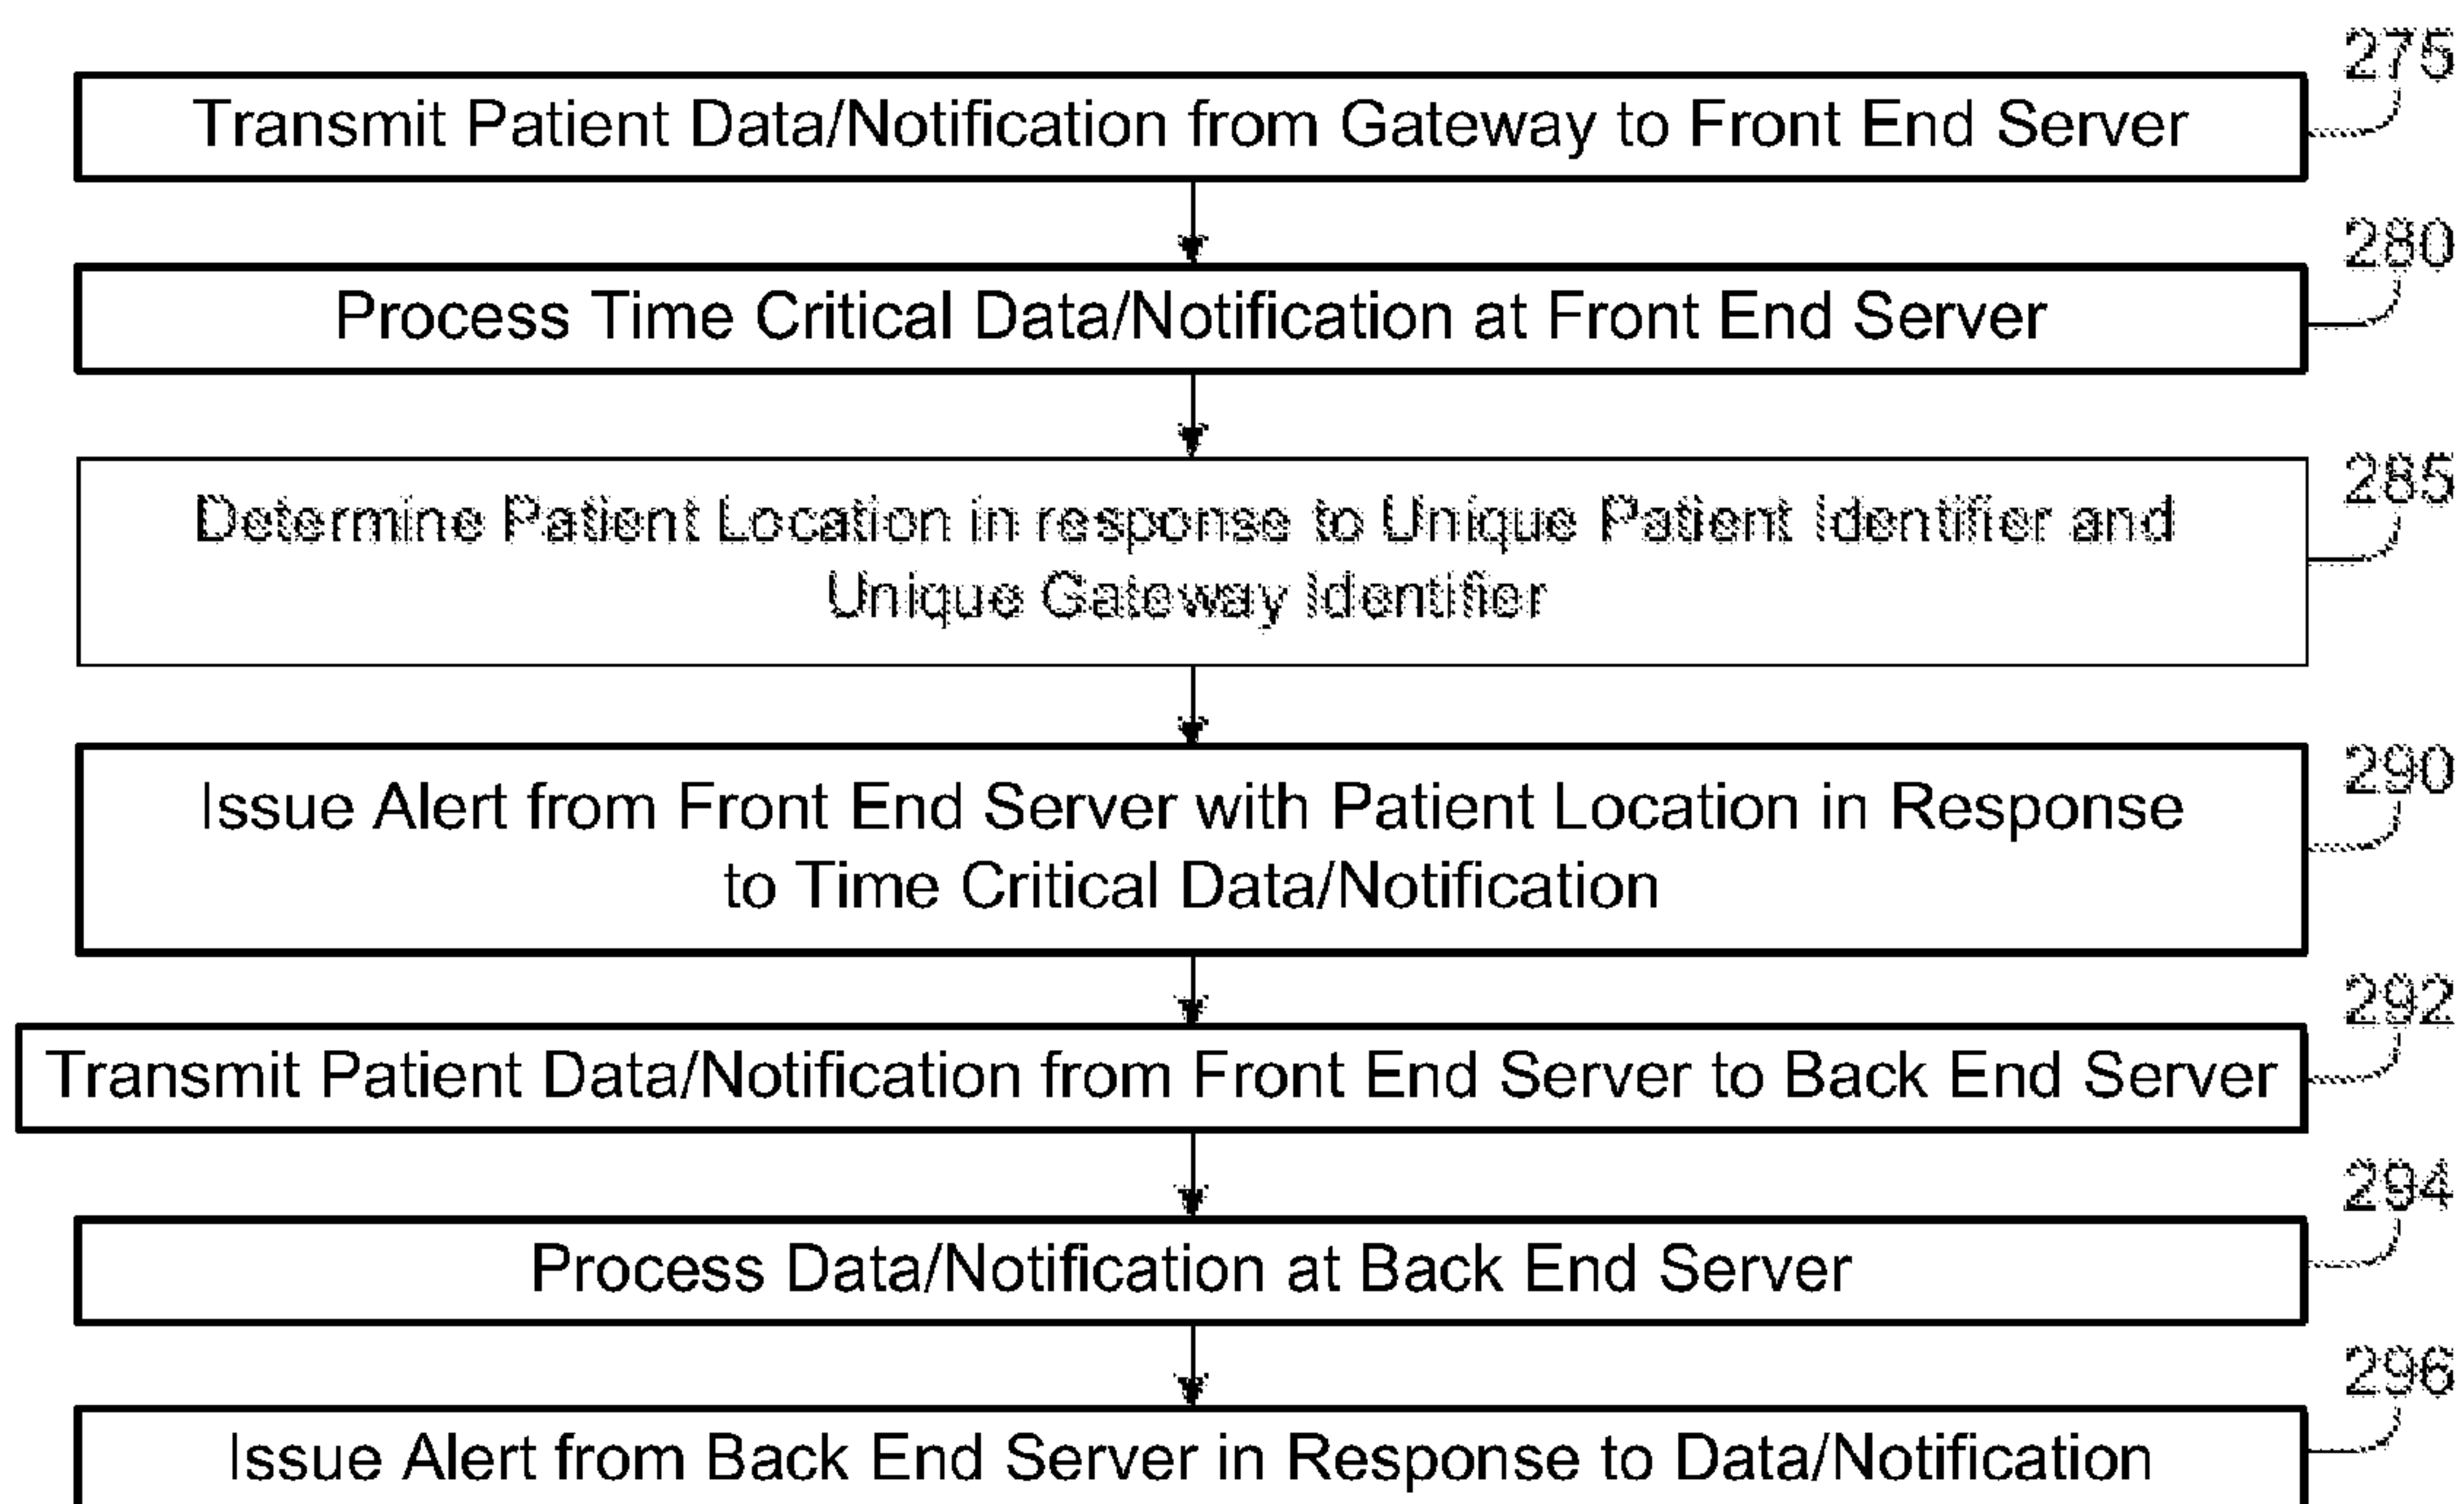 275
Transmit Patient Data/Notification from Gateway to Front End Server
280
Process Time Critical Data/Notification at Front End Server
285
Determine Patient Location in response to Unique Patient Identifier and
Unique Gateway Identifier
290
Issue Alert from Front End Server with Patient Location in Response
to Time Critical Data/Notification
292
Transmit Patient Data/Notification from Front End Server to Back End Server
294
Process Data/Notification at Back End Server
296
Issue Alert from Back End Server in Response to Data/Notification